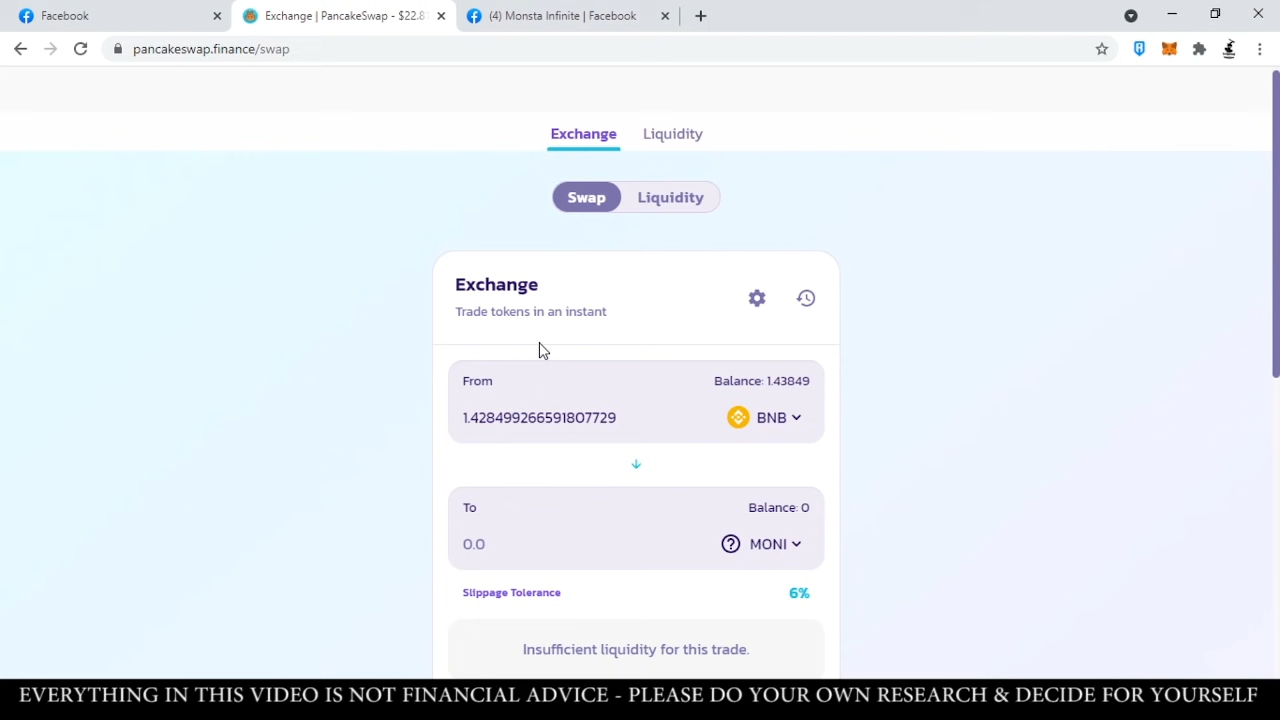 Facebook
Exchange | PancakeSwap - $22.81
(4) Monsta Infinite | Facebook
pancakeswap.finance/swap
Exchange Liquidity
Swap Liquidity
Exchange
Trade tokens in an instant
From Balance: 1.43849
1.428499266591807729 BNB
To Balance: 0
0.0 MONI
Slippage Tolerance 6%
Insufficient liquidity for this trade.
EVERYTHING IN THIS VIDEO IS NOT FINANCIAL ADVICE - PLEASE DO YOUR OWN RESEARCH & DECIDE FOR YOURSELF